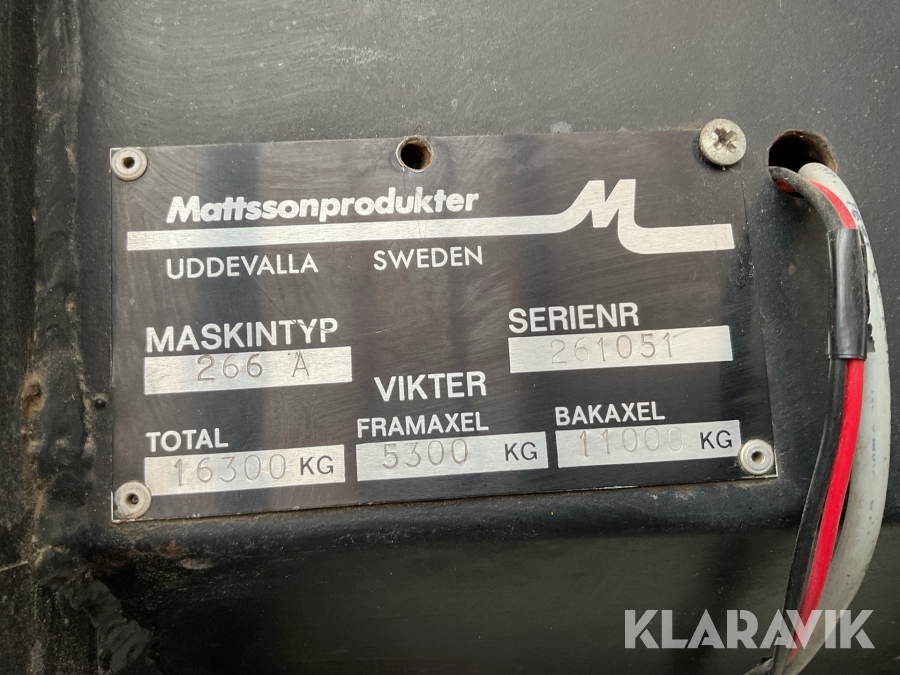 Mattssonprodukter
UDDEVALLA SWEDEN
MASKINTYP SERIENR
266 A 261051
VIKTER
TOTAL FRAMAXEL BAKAXEL
16300 KG 5300 KG 11000 KG
KLARAVIK